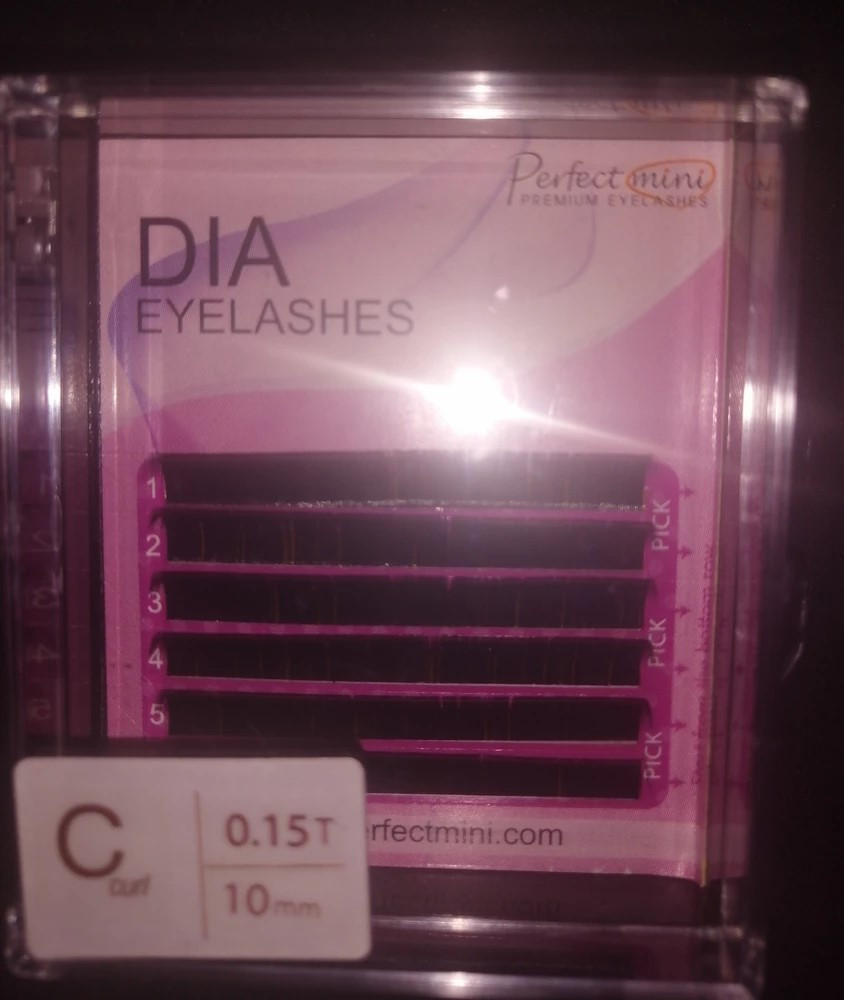 Perfect mini
PREMIUM EYELASHES
DIA
EYELASHES
1
2
3
4
5
PICK
PICK
PICK
C
curl
0.15T
10mm
erfectmini.com